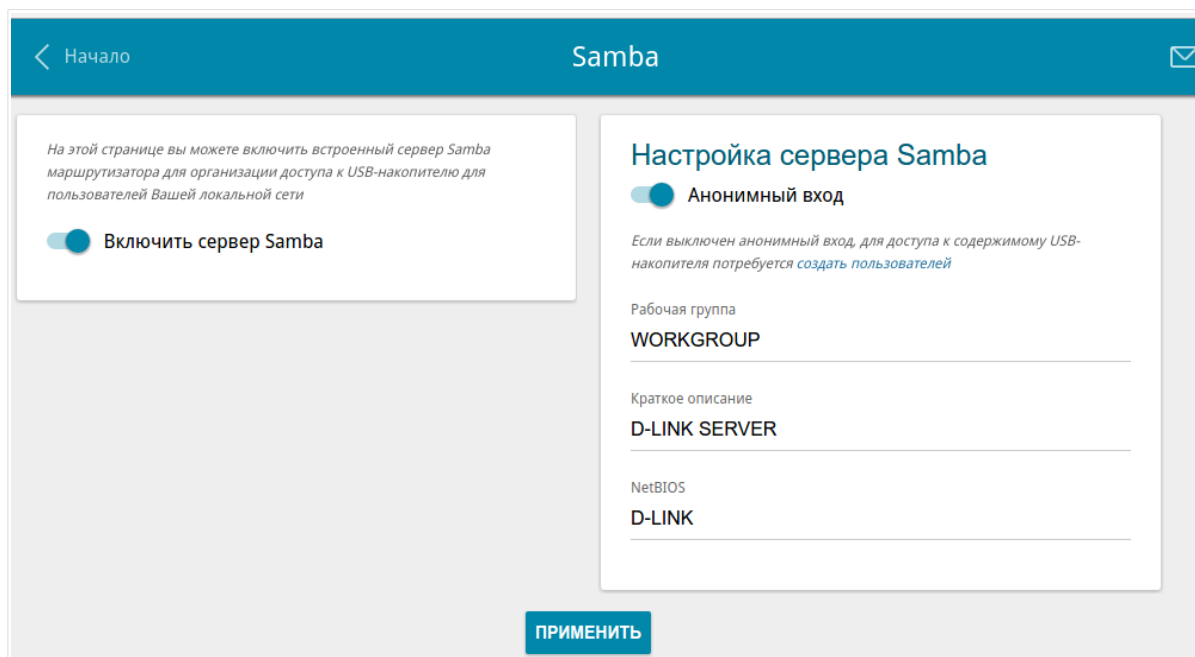 Начало
Samba
На этой странице вы можете включить встроенный сервер Samba
маршрутизатора для организации доступа к USB-накопителю для
пользователей Вашей локальной сети
Включить сервер Samba
Настройка сервера Samba
Анонимный вход
Если выключен анонимный вход, для доступа к содержимому USB-
накопителя потребуется создать пользователей
Рабочая группа
WORKGROUP
Краткое описание
D-LINK SERVER
NetBIOS
D-LINK
ПРИМЕНИТЬ